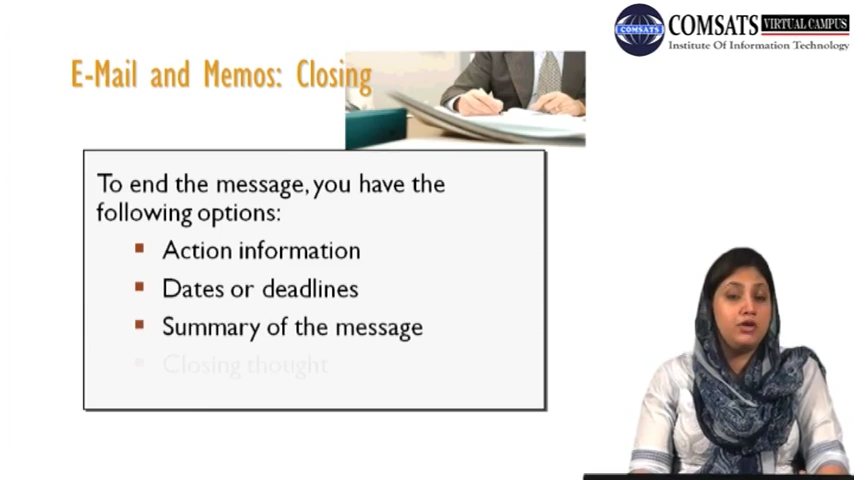 COMSATS VIRTUAL CAMPUS
Institute Of Information Technology
COMSATS
E-Mail and Memos: Closing
To end the message, you have the
following options:
Action information
Dates or deadlines
Summary of the message
Closing thought